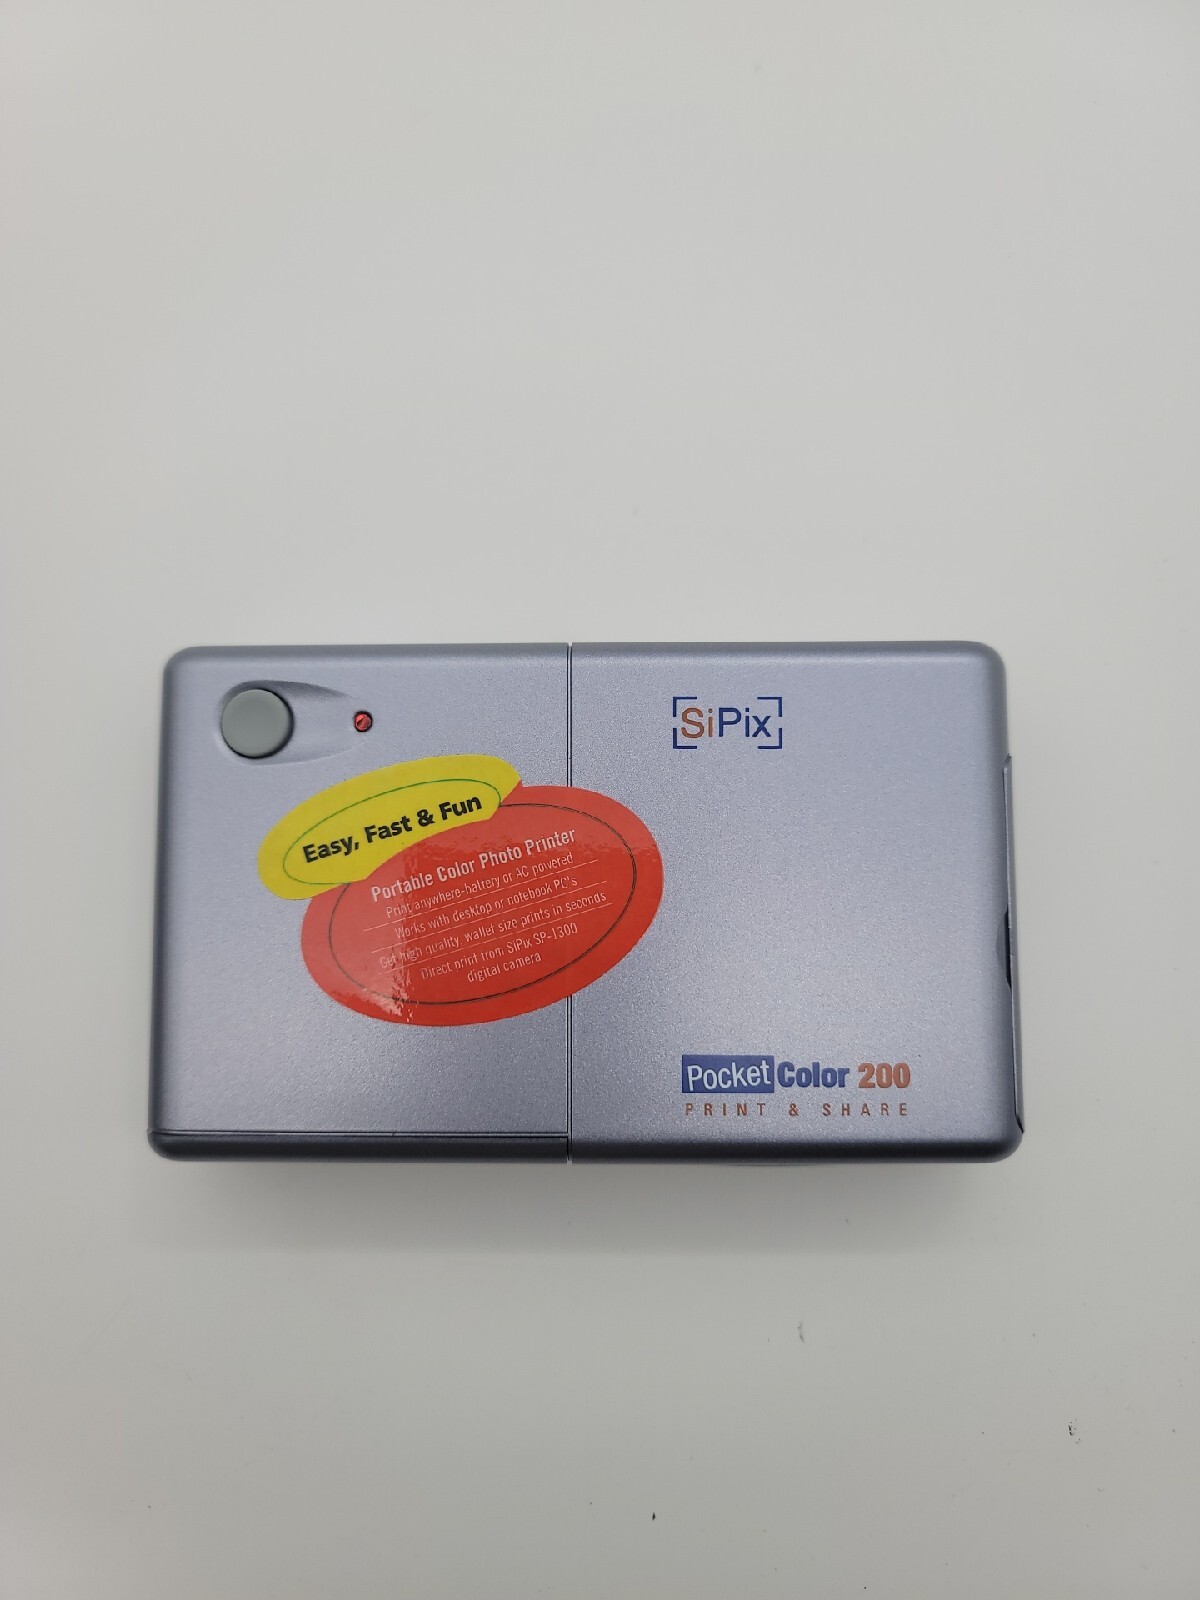 SiPix
Easy, Fast & Fun
Portable Color Photo Printer
Print anywhere-battery or AC powered
Works with desktop or notebook PC's
Get high quality, wallet size prints in seconds
Direct print from SiPix SP-1300
digital camera
Pocket Color 200
PRINT & SHARE